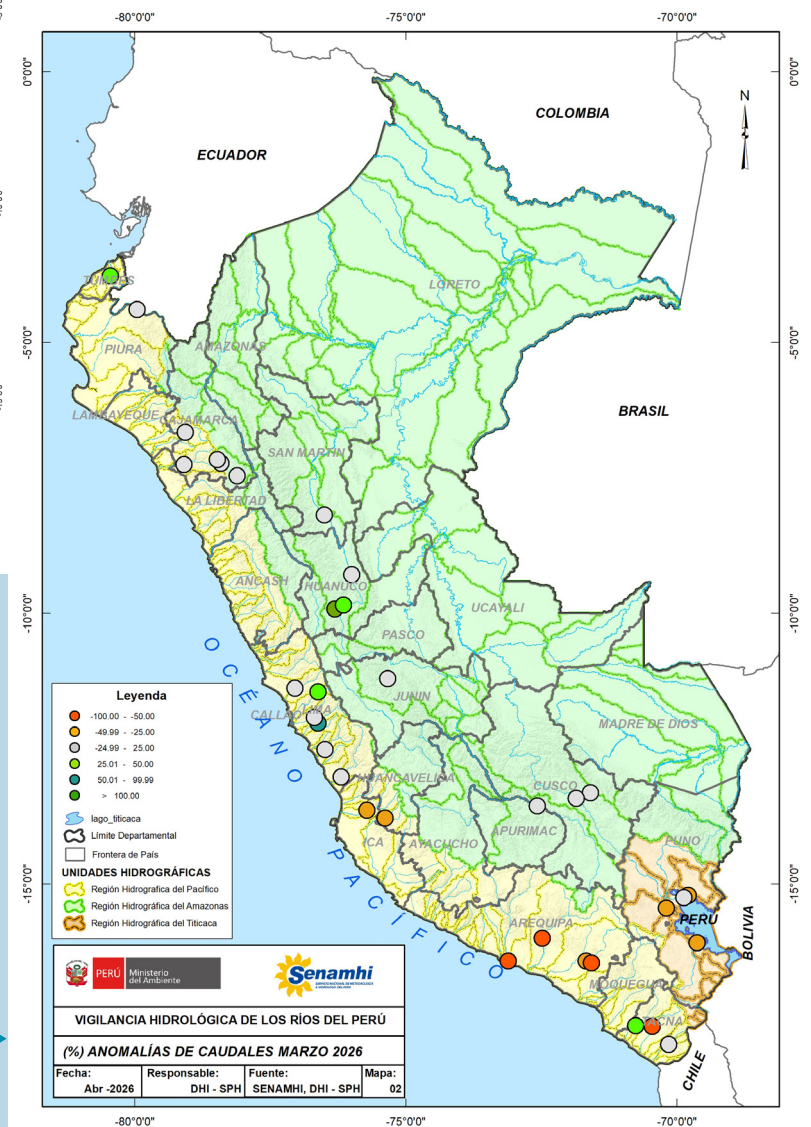 -80°0'0"
-75°0'0"
-70°0'0"
0°0'0"
0°0'0"
N
COLOMBIA
ECUADOR
TUMBES
LORETO
-5°0'0"
-5°0'0"
PIURA
AMAZONAS
BRASIL
LAMBAYEQUE
CAJAMARCA
SAN MARTIN
LA LIBERTAD
ANCASH
HUANUCO
UCAYALI
-10°0'0"
-10°0'0"
PASCO
JUNIN
LIMA
CALLAO
MADRE DE DIOS
HUANCAVELICA
CUSCO
APURIMAC
ICA
AYACUCHO
PUNO
-15°0'0"
-15°0'0"
AREQUIPA
PERÚ
BOLIVIA
MOQUEGUA
TACNA
CHILE
OCÉANO
PACÍFICO
Leyenda
-100.00 - -50.00
-49.99 - -25.00
-24.99 - 25.00
25.01 - 50.00
50.01 - 99.99
> 100.00
lago_titicaca
Límite Departamental
Frontera de País
UNIDADES HIDROGRÁFICAS
Región Hidrografica del Pacífico
Región Hidrográfica del Amazonas
Región Hidrográfica del Titicaca
PERÚ Ministerio
del Ambiente
Senamhi
VIGILANCIA HIDROLÓGICA DE LOS RÍOS DEL PERÚ
(%) ANOMALÍAS DE CAUDALES MARZO 2026
Fecha: Responsable: Fuente: Mapa:
Abr -2026 DHI - SPH SENAMHI, DHI - SPH 02
-80°0'0"
-75°0'0"
-70°0'0"